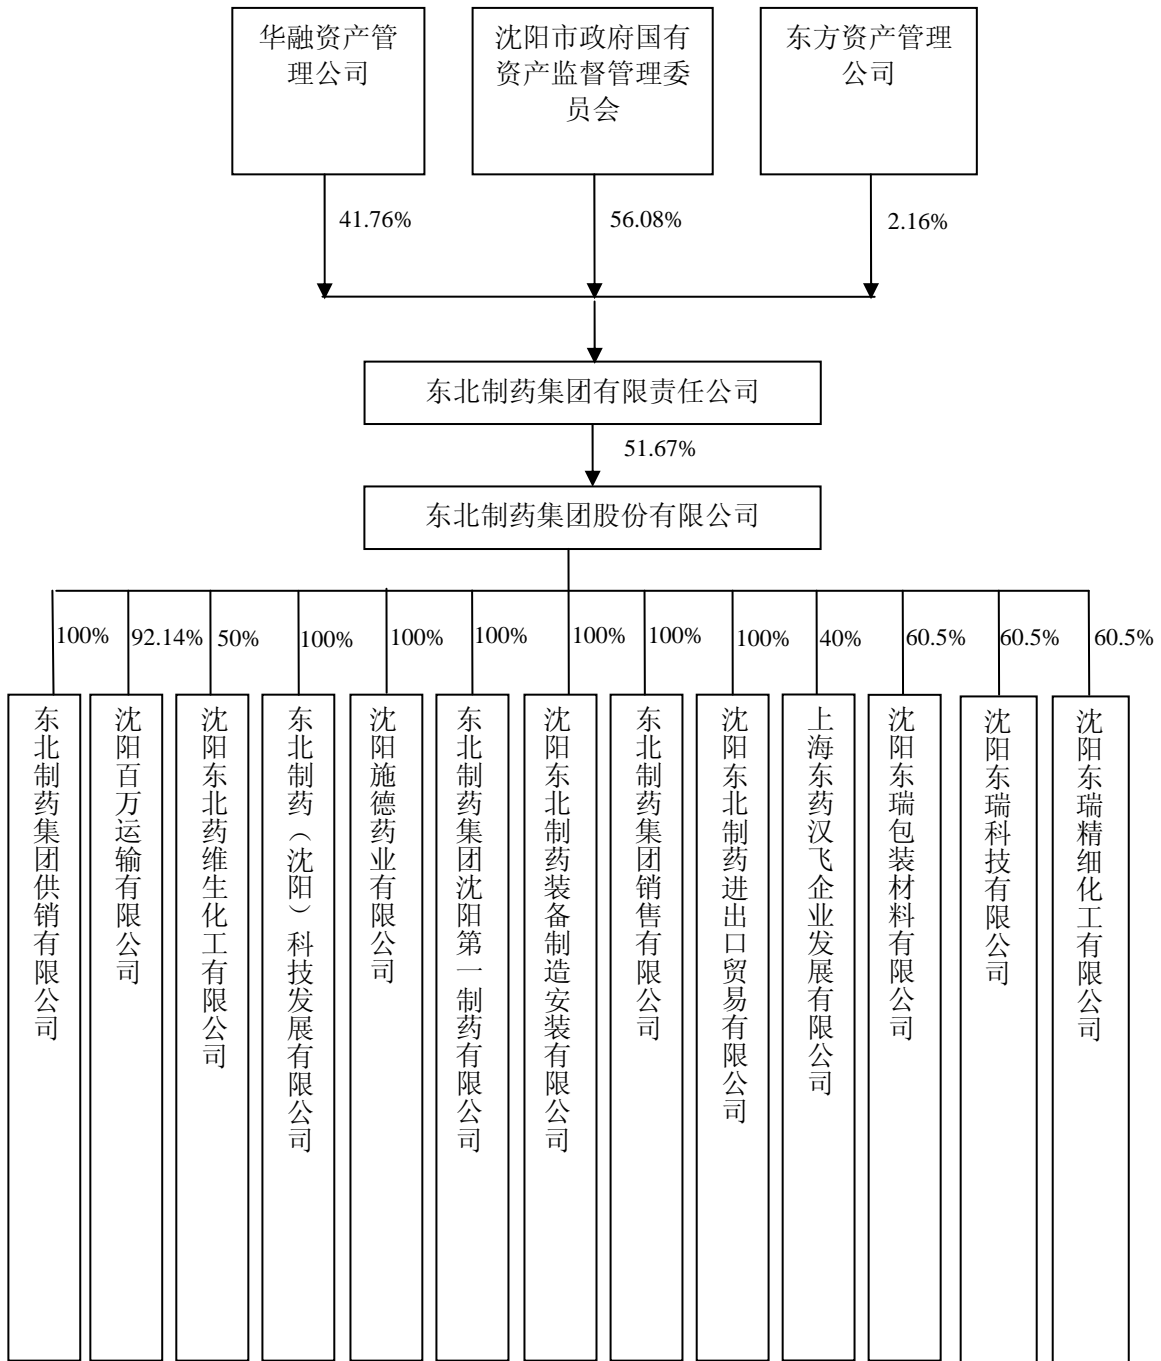 华融资产管
理公司
沈阳市政府国有
资产监督管理委
员会
东方资产管理
公司
41.76%
56.08%
2.16%
东北制药集团有限责任公司
51.67%
东北制药集团股份有限公司
100%
92.14%
50%
100%
100%
100%
100%
100%
100%
40%
60.5%
60.5%
60.5%
东北制药集团供销有限公司
沈阳百万运输有限公司
沈阳东北药维生化工有限公司
东北制药（沈阳）科技发展有限公司
沈阳施德药业有限公司
东北制药集团沈阳第一制药有限公司
沈阳东北制药装备制造安装有限公司
东北制药集团销售有限公司
沈阳东北制药进出口贸易有限公司
上海东药汉飞企业发展有限公司
沈阳东瑞包装材料有限公司
沈阳东瑞科技有限公司
沈阳东瑞精细化工有限公司